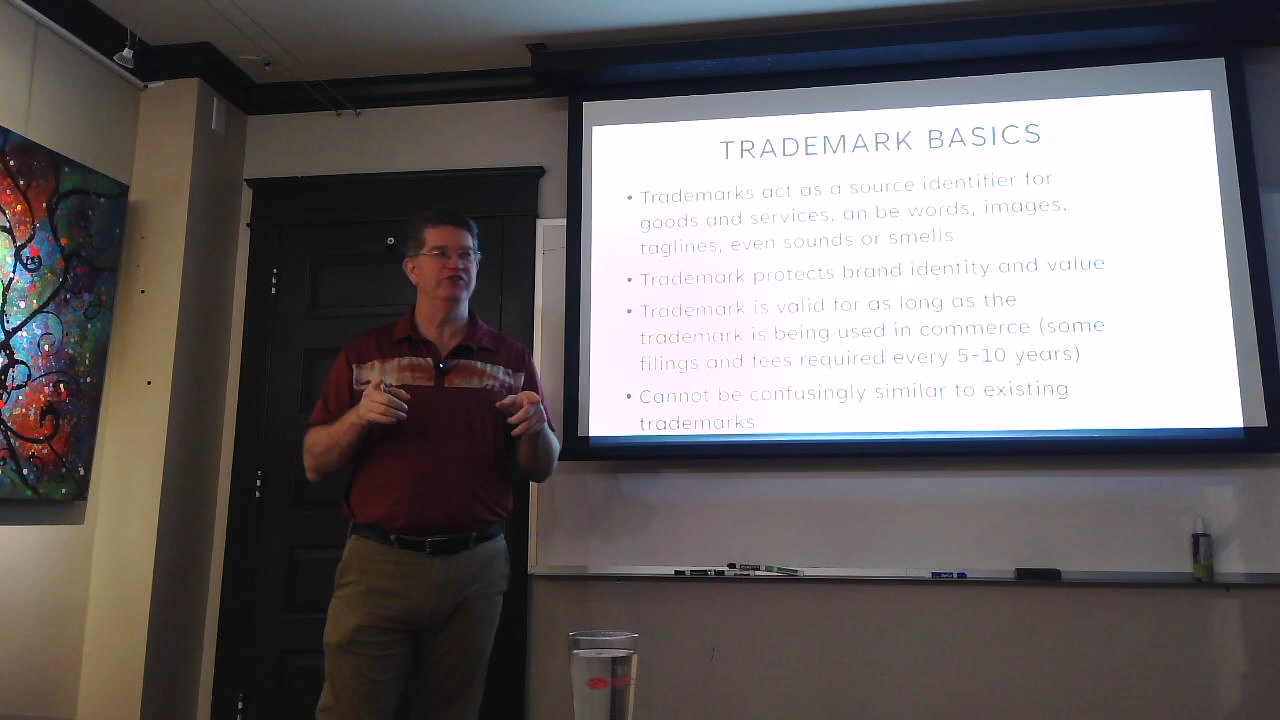 TRADEMARK BASICS
• Trademarks act as a source identifier for
goods and services, an be words, images,
taglines, even sounds or smells
• Trademark protects brand identity and value
• Trademark is valid for as long as the
trademark is being used in commerce (some
filings and fees required every 5-10 years)
• Cannot be confusingly similar to existing
trademarks